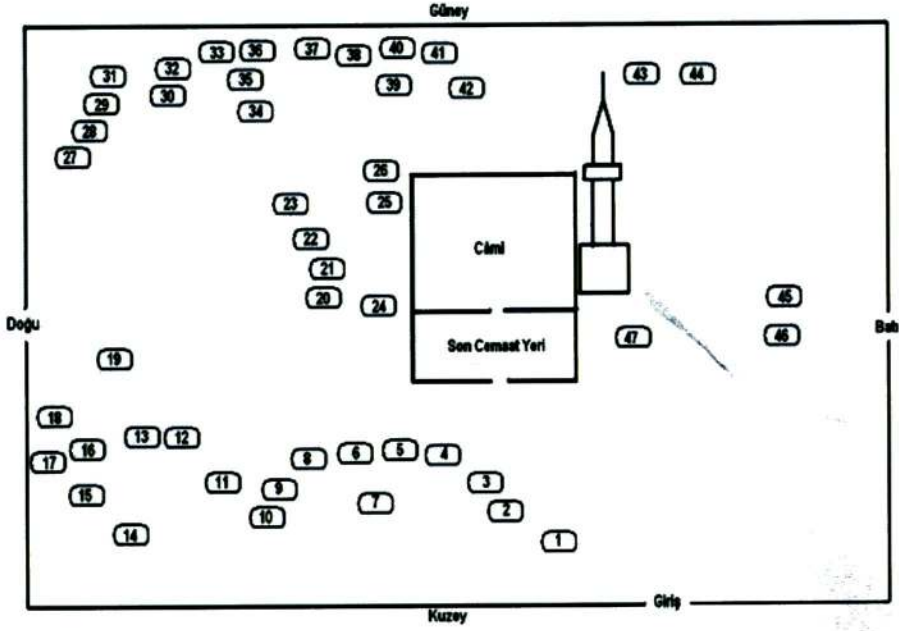 Güney
33 36 37 38 40 41
31 32 35 39 42 43 44
29 30 34
28
27
26
23 25
22 Câmi
21
20 24 45
Doğu Batı
19 Son Cemaat Yeri 47 46
18
13 12
17 16 8 6 5 4
15 11 9 7 3
10 2
14 1
Giriş
Kuzey